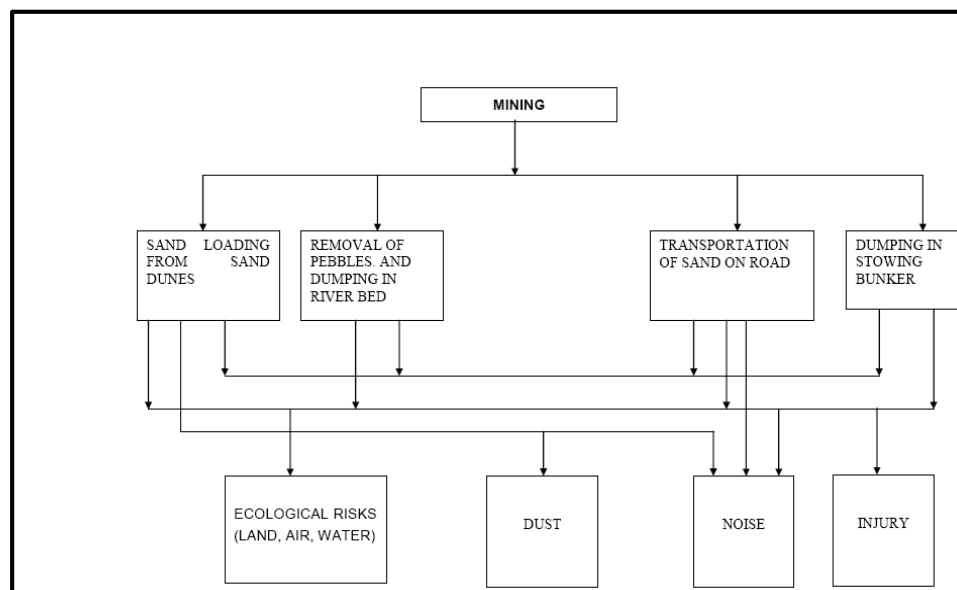 MINING
SAND LOADING
FROM SAND
DUNES
REMOVAL OF
PEBBLES. AND
DUMPING IN
RIVER BED
TRANSPORTATION
OF SAND ON ROAD
DUMPING IN
STOWING
BUNKER
ECOLOGICAL RISKS
(LAND, AIR, WATER)
DUST
NOISE
INJURY